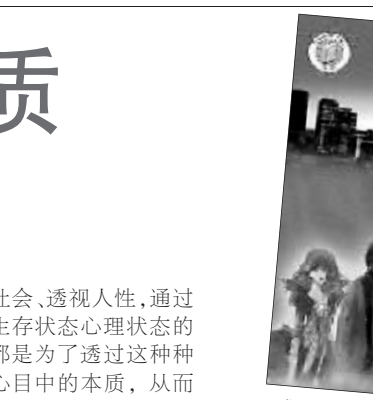 质
社会、透视人性,通过
生存状态心理状态的
都是为了透过这种种
心目中的本质，从而